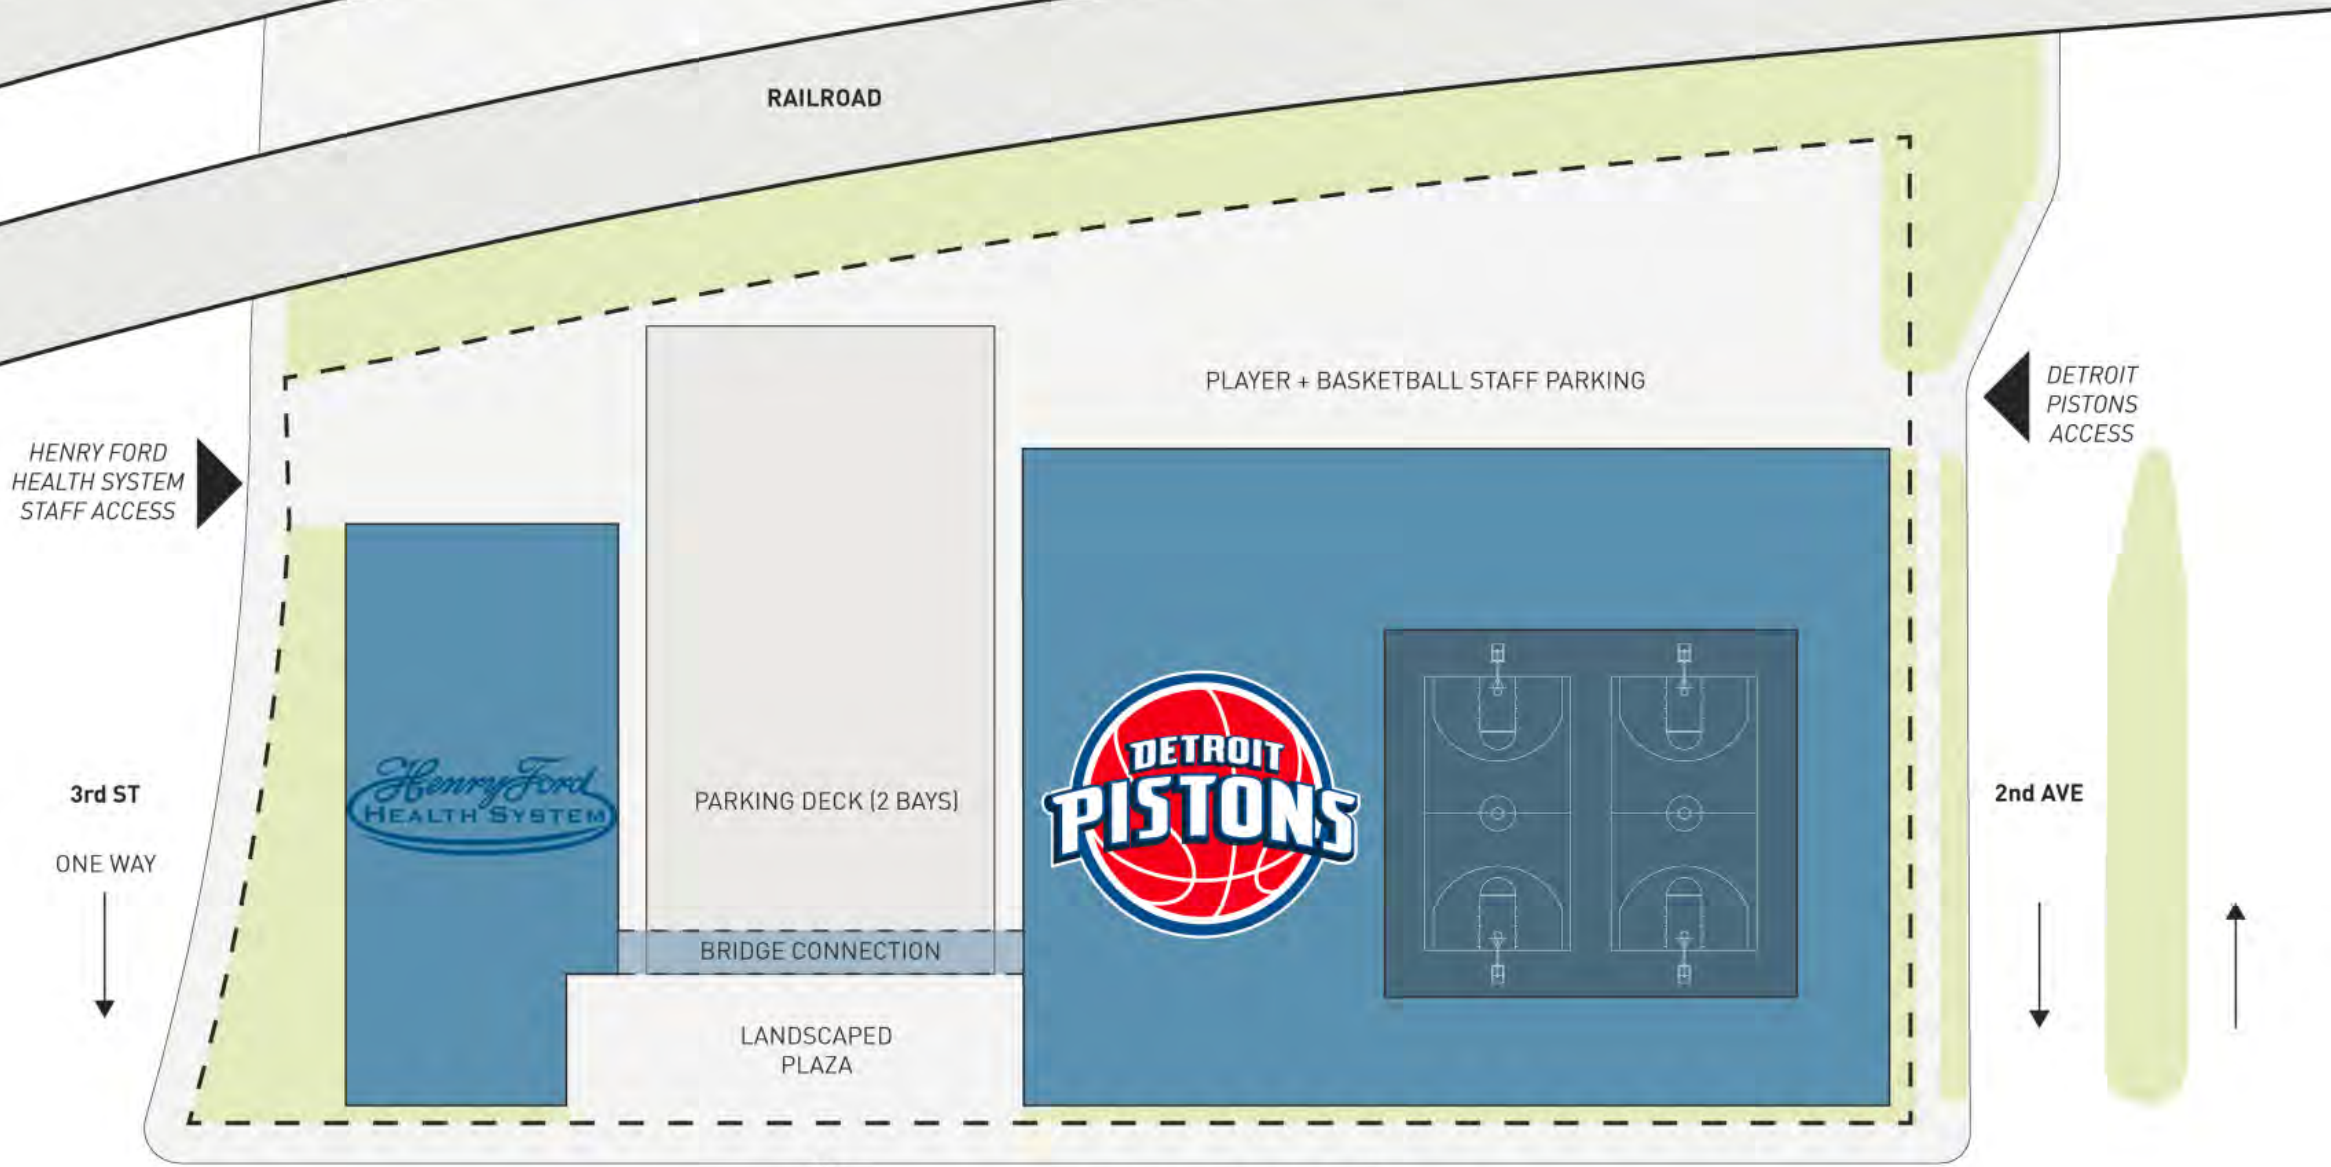 RAILROAD
PLAYER + BASKETBALL STAFF PARKING
DETROIT
PISTONS
ACCESS
HENRY FORD
HEALTH SYSTEM
STAFF ACCESS
3rd ST
ONE WAY
Henry Ford
HEALTH SYSTEM
PARKING DECK (2 BAYS)
DETROIT
PISTONS
2nd AVE
BRIDGE CONNECTION
LANDSCAPED
PLAZA